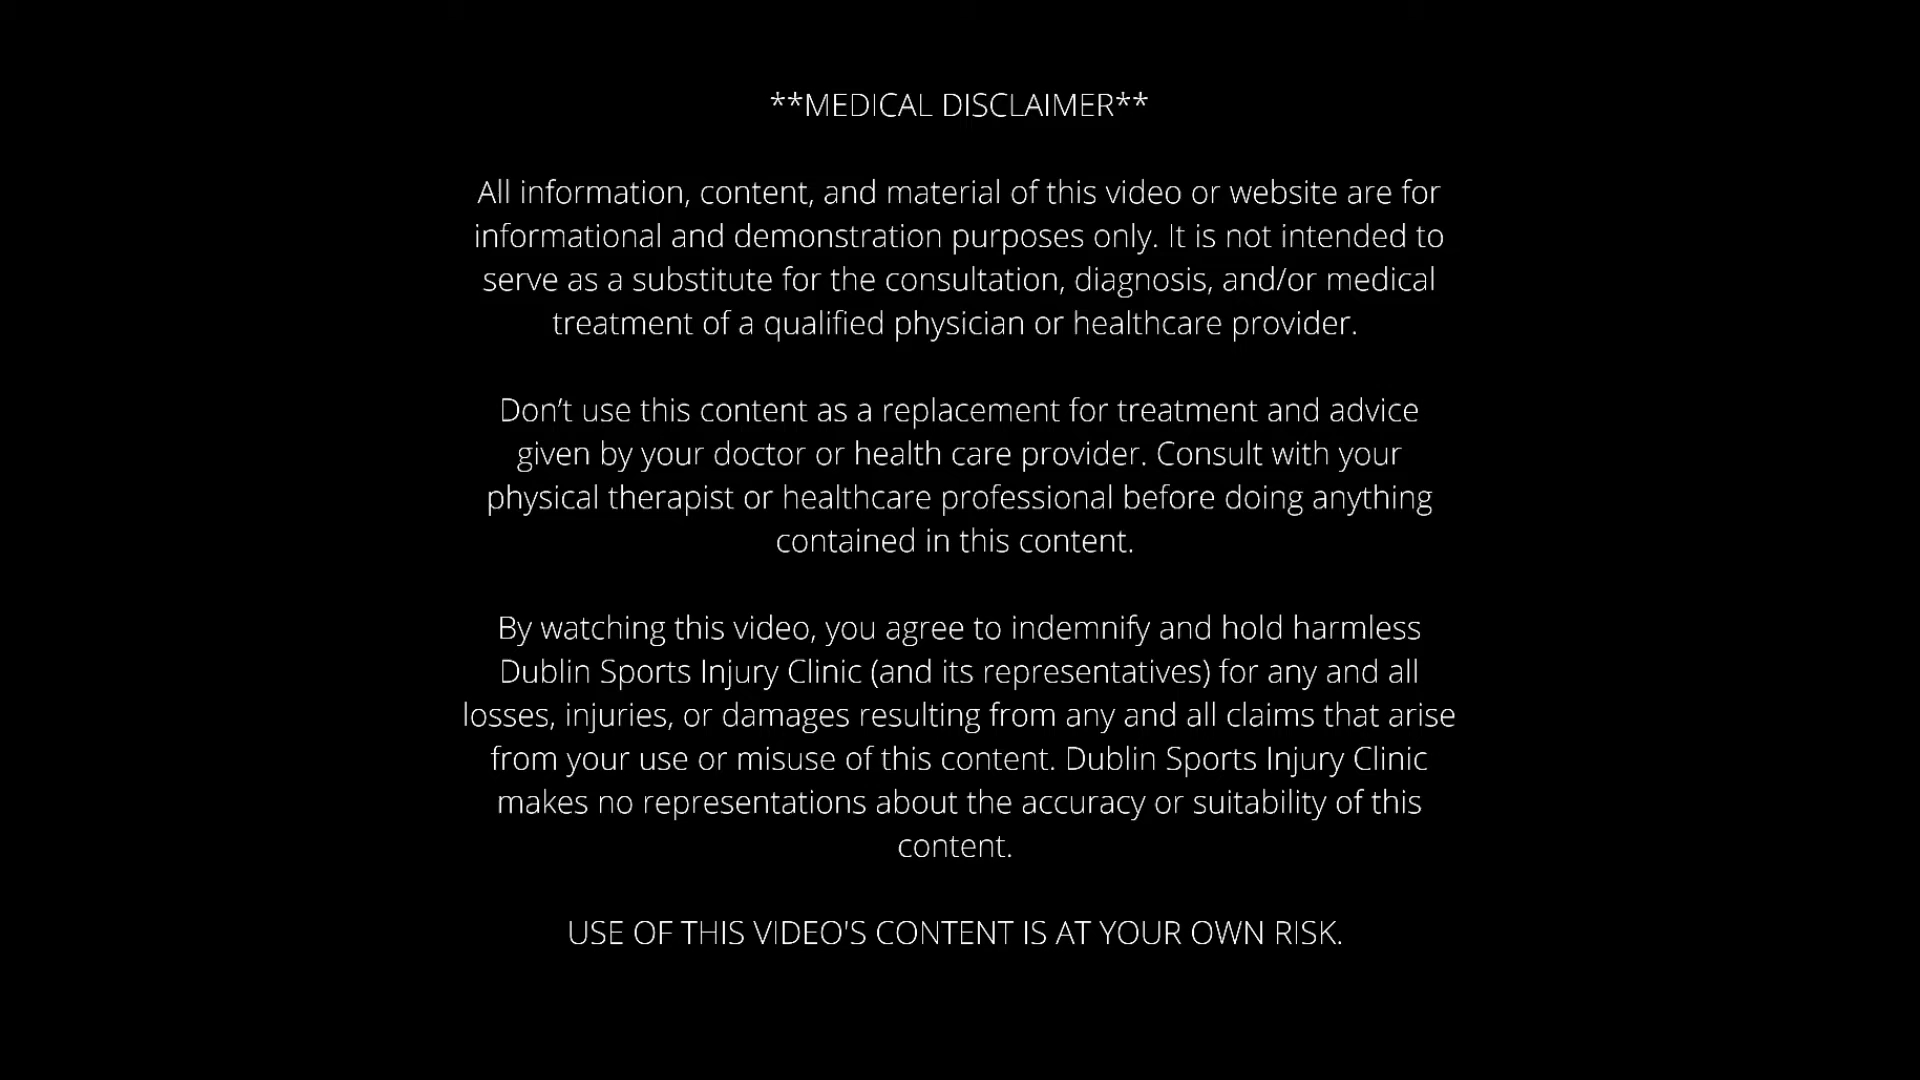 **MEDICAL DISCLAIMER**
All information, content, and material of this video or website are for
informational and demonstration purposes only. It is not intended to
serve as a substitute for the consultation, diagnosis, and/or medical
treatment of a qualified physician or healthcare provider.
Don’t use this content as a replacement for treatment and advice
given by your doctor or health care provider. Consult with your
physical therapist or healthcare professional before doing anything
contained in this content.
By watching this video, you agree to indemnify and hold harmless
Dublin Sports Injury Clinic (and its representatives) for any and all
losses, injuries, or damages resulting from any and all claims that arise
from your use or misuse of this content. Dublin Sports Injury Clinic
makes no representations about the accuracy or suitability of this
content.
USE OF THIS VIDEO'S CONTENT IS AT YOUR OWN RISK.